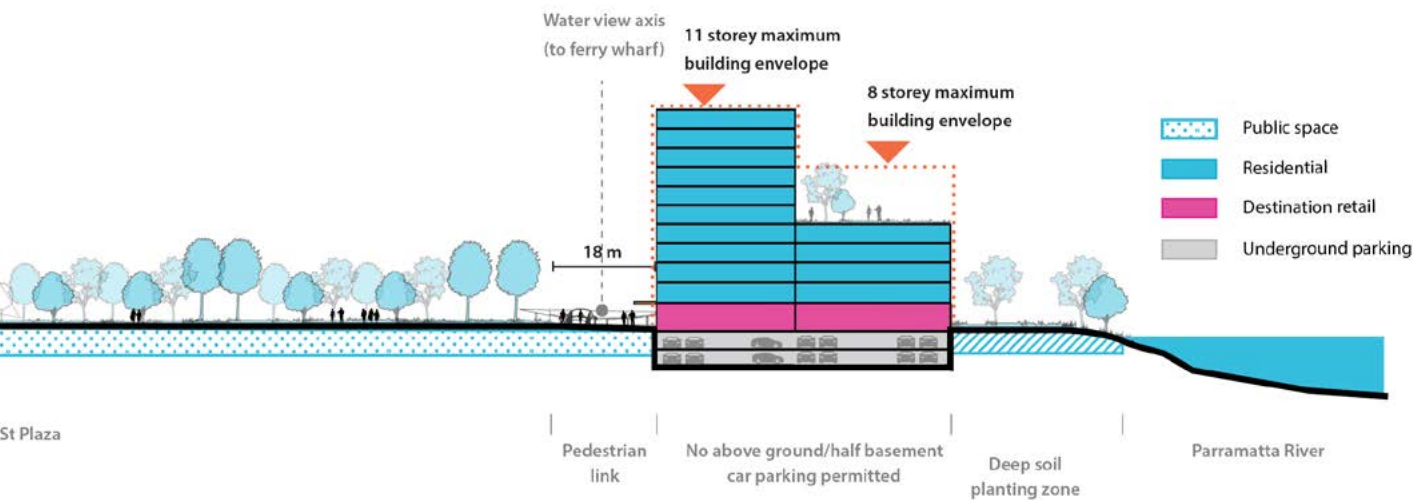 Water view axis
(to ferry wharf)
11 storey maximum
building envelope
8 storey maximum
building envelope
Public space
Residential
Destination retail
Underground parking
18 m
St Plaza
Pedestrian
link
No above ground/half basement
car parking permitted
Deep soil
planting zone
Parramatta River